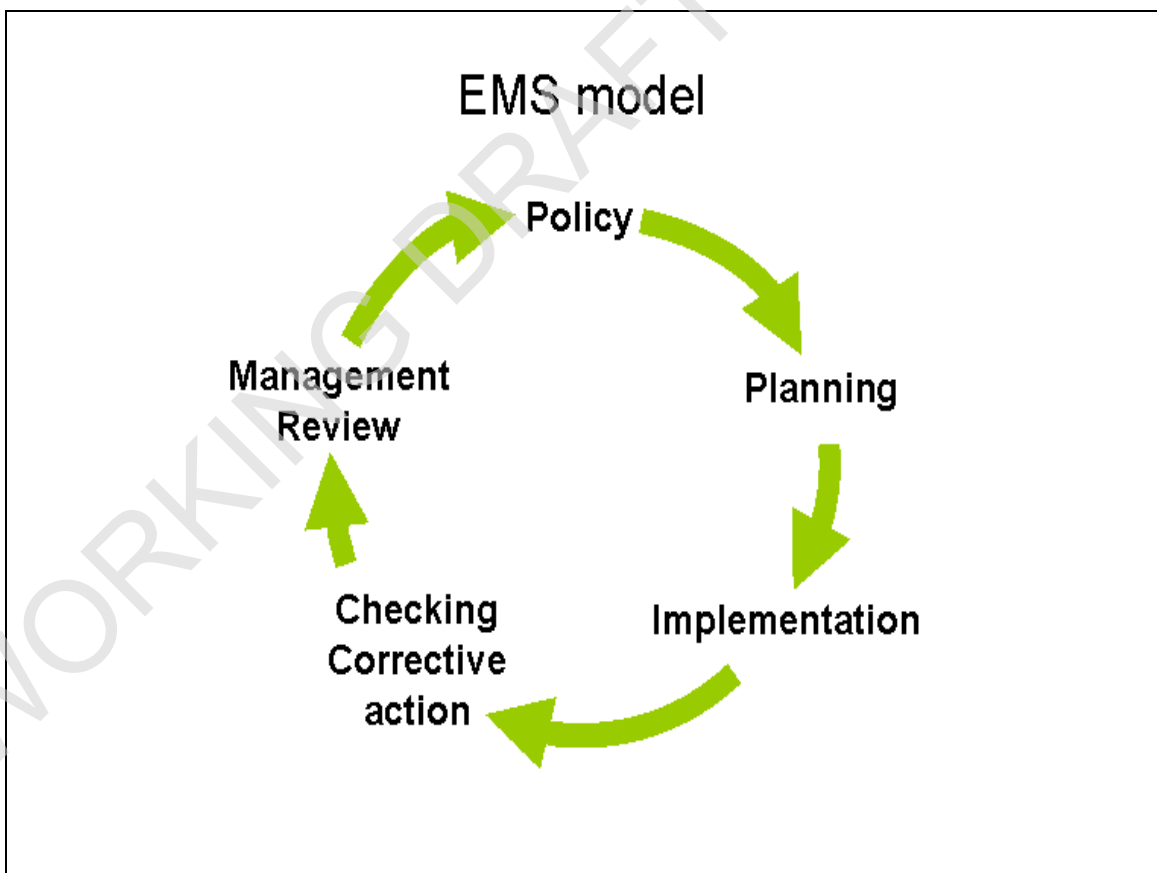 EMS model
Policy
Planning
Implementation
Checking
Corrective
action
Management
Review
WORKING DRAFT